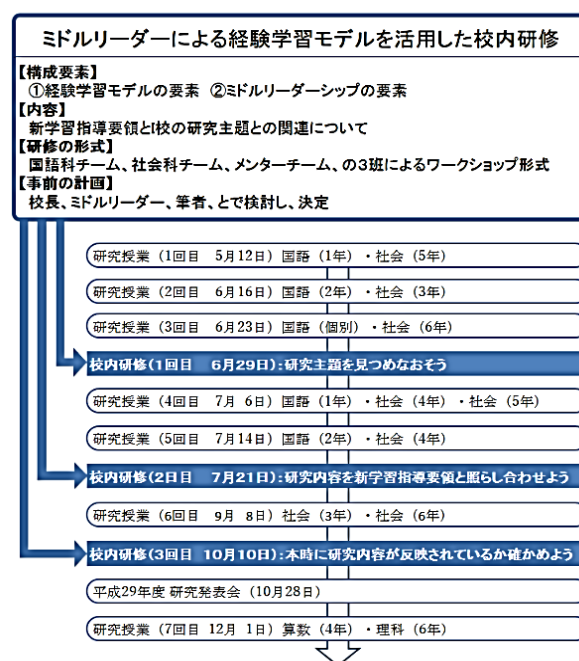 ミドルリーダーによる経験学習モデルを活用した校内研修
【構成要素】
①経験学習モデルの要素 ②ミドルリーダーシップの要素
【内容】
新学習指導要領とI校の研究主題との関連について
【研修の形式】
国語科チーム、社会科チーム、メンターチーム、の3班によるワークショップ形式
【事前の計画】
校長、ミドルリーダー、筆者、とで検討し、決定
研究授業（1回目 5月12日）国語（1年）・社会（5年）
研究授業（2回目 6月16日）国語（2年）・社会（3年）
研究授業（3回目 6月23日）国語（個別）・社会（6年）
校内研修(1回目 6月29日):研究主題を見つめなおそう
研究授業（4回目 7月 6日）国語（1年）・社会（4年）・社会（5年）
研究授業（5回目 7月14日）国語（2年）・社会（4年）
校内研修(2日目 7月21日):研究内容を新学習指導要領と照らし合わせよう
研究授業（6回目 9月 8日）社会（3年）・社会（6年）
校内研修(3回目 10月10日):本時に研究内容が反映されているか確かめよう
平成29年度 研究発表会（10月28日）
研究授業（7回目 12月 1日）算数（4年）・理科（6年）